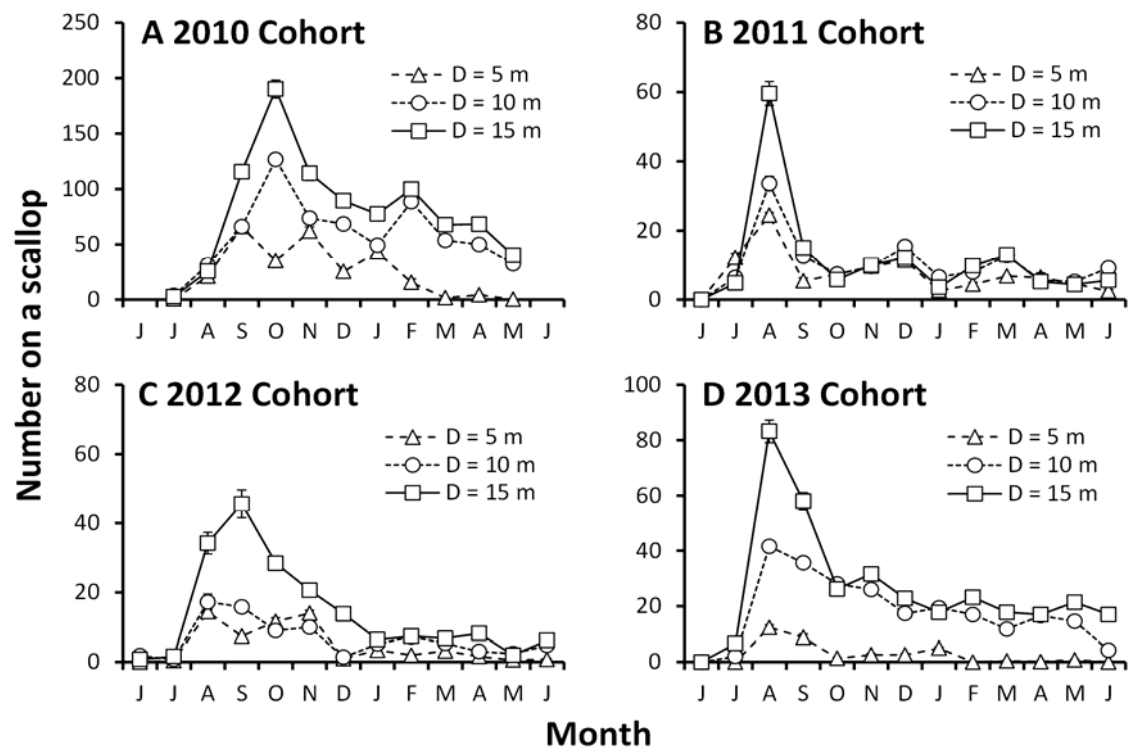 Number on a scallop
A 2010 Cohort
D = 5 m
D = 10 m
D = 15 m
250
200
150
100
50
0
J J A S O N D J F M A M J
B 2011 Cohort
D = 5 m
D = 10 m
D = 15 m
80
60
40
20
0
J J A S O N D J F M A M J
C 2012 Cohort
D = 5 m
D = 10 m
D = 15 m
80
60
40
20
0
J J A S O N D J F M A M J
D 2013 Cohort
D = 5 m
D = 10 m
D = 15 m
100
80
60
40
20
0
J J A S O N D J F M A M J
Month